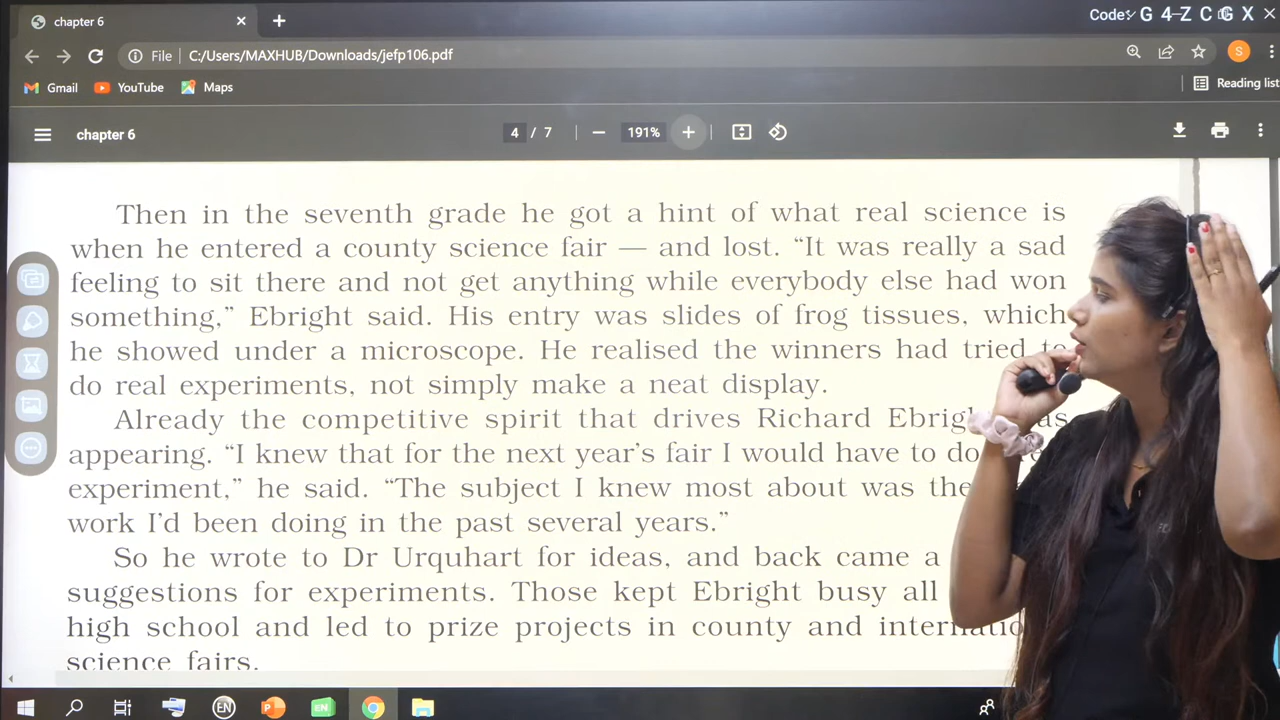 chapter 6
Code: G 4 Z C G X
File C:/Users/MAXHUB/Downloads/jefp106.pdf S
Gmail YouTube Maps Reading list
chapter 6 4 / 7 191%
Then in the seventh grade he got a hint of what real science is
when he entered a county science fair — and lost. “It was really a sad
feeling to sit there and not get anything while everybody else had won
something,” Ebright said. His entry was slides of frog tissues, which
he showed under a microscope. He realised the winners had tried to
do real experiments, not simply make a neat display.
Already the competitive spirit that drives Richard
appearing. “I knew that for the next year’s fair I would have to do
experiment,” he said. “The subject I knew most about was the
work I’d been doing in the past several years.”
So he wrote to Dr Urquhart for ideas, and back came a
suggestions for experiments. Those kept Ebright busy all
high school and led to prize projects in county and
science fairs.
EN P EN